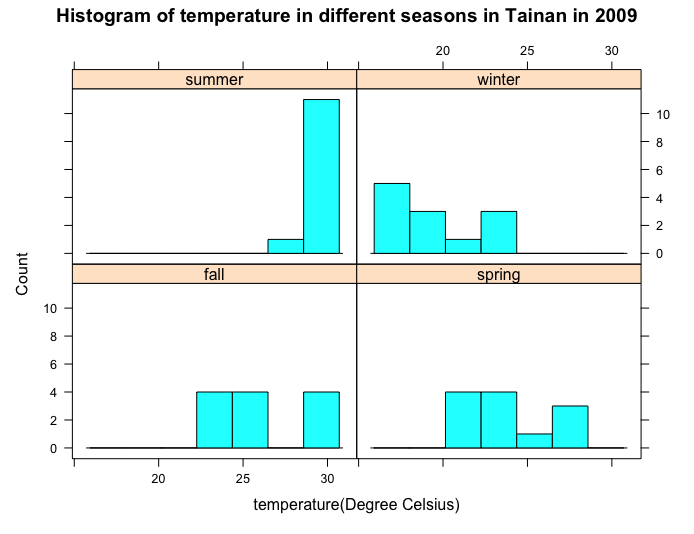 Histogram of temperature in different seasons in Tainan in 2009
20 25 30
summer winter
10
8
6
4
2
0
Count
fall spring
10
8
6
4
2
0
20 25 30
temperature(Degree Celsius)